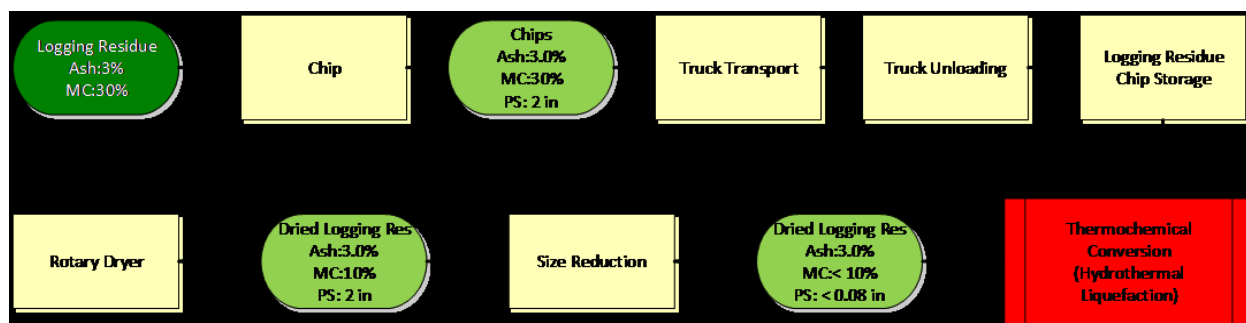 Logging Residue
Ash:3%
MC:30%
Chip
Chips
Ash:3.0%
MC:30%
PS: 2 in
Truck Transport
Truck Unloading
Logging Residue
Chip Storage
Rotary Dryer
Dried Logging Res
Ash:3.0%
MC:10%
PS: 2 in
Size Reduction
Dried Logging Res
Ash:3.0%
MC:< 10%
PS: < 0.08 in
Thermochemical
Conversion
(Hydrothermal
Liquefaction)